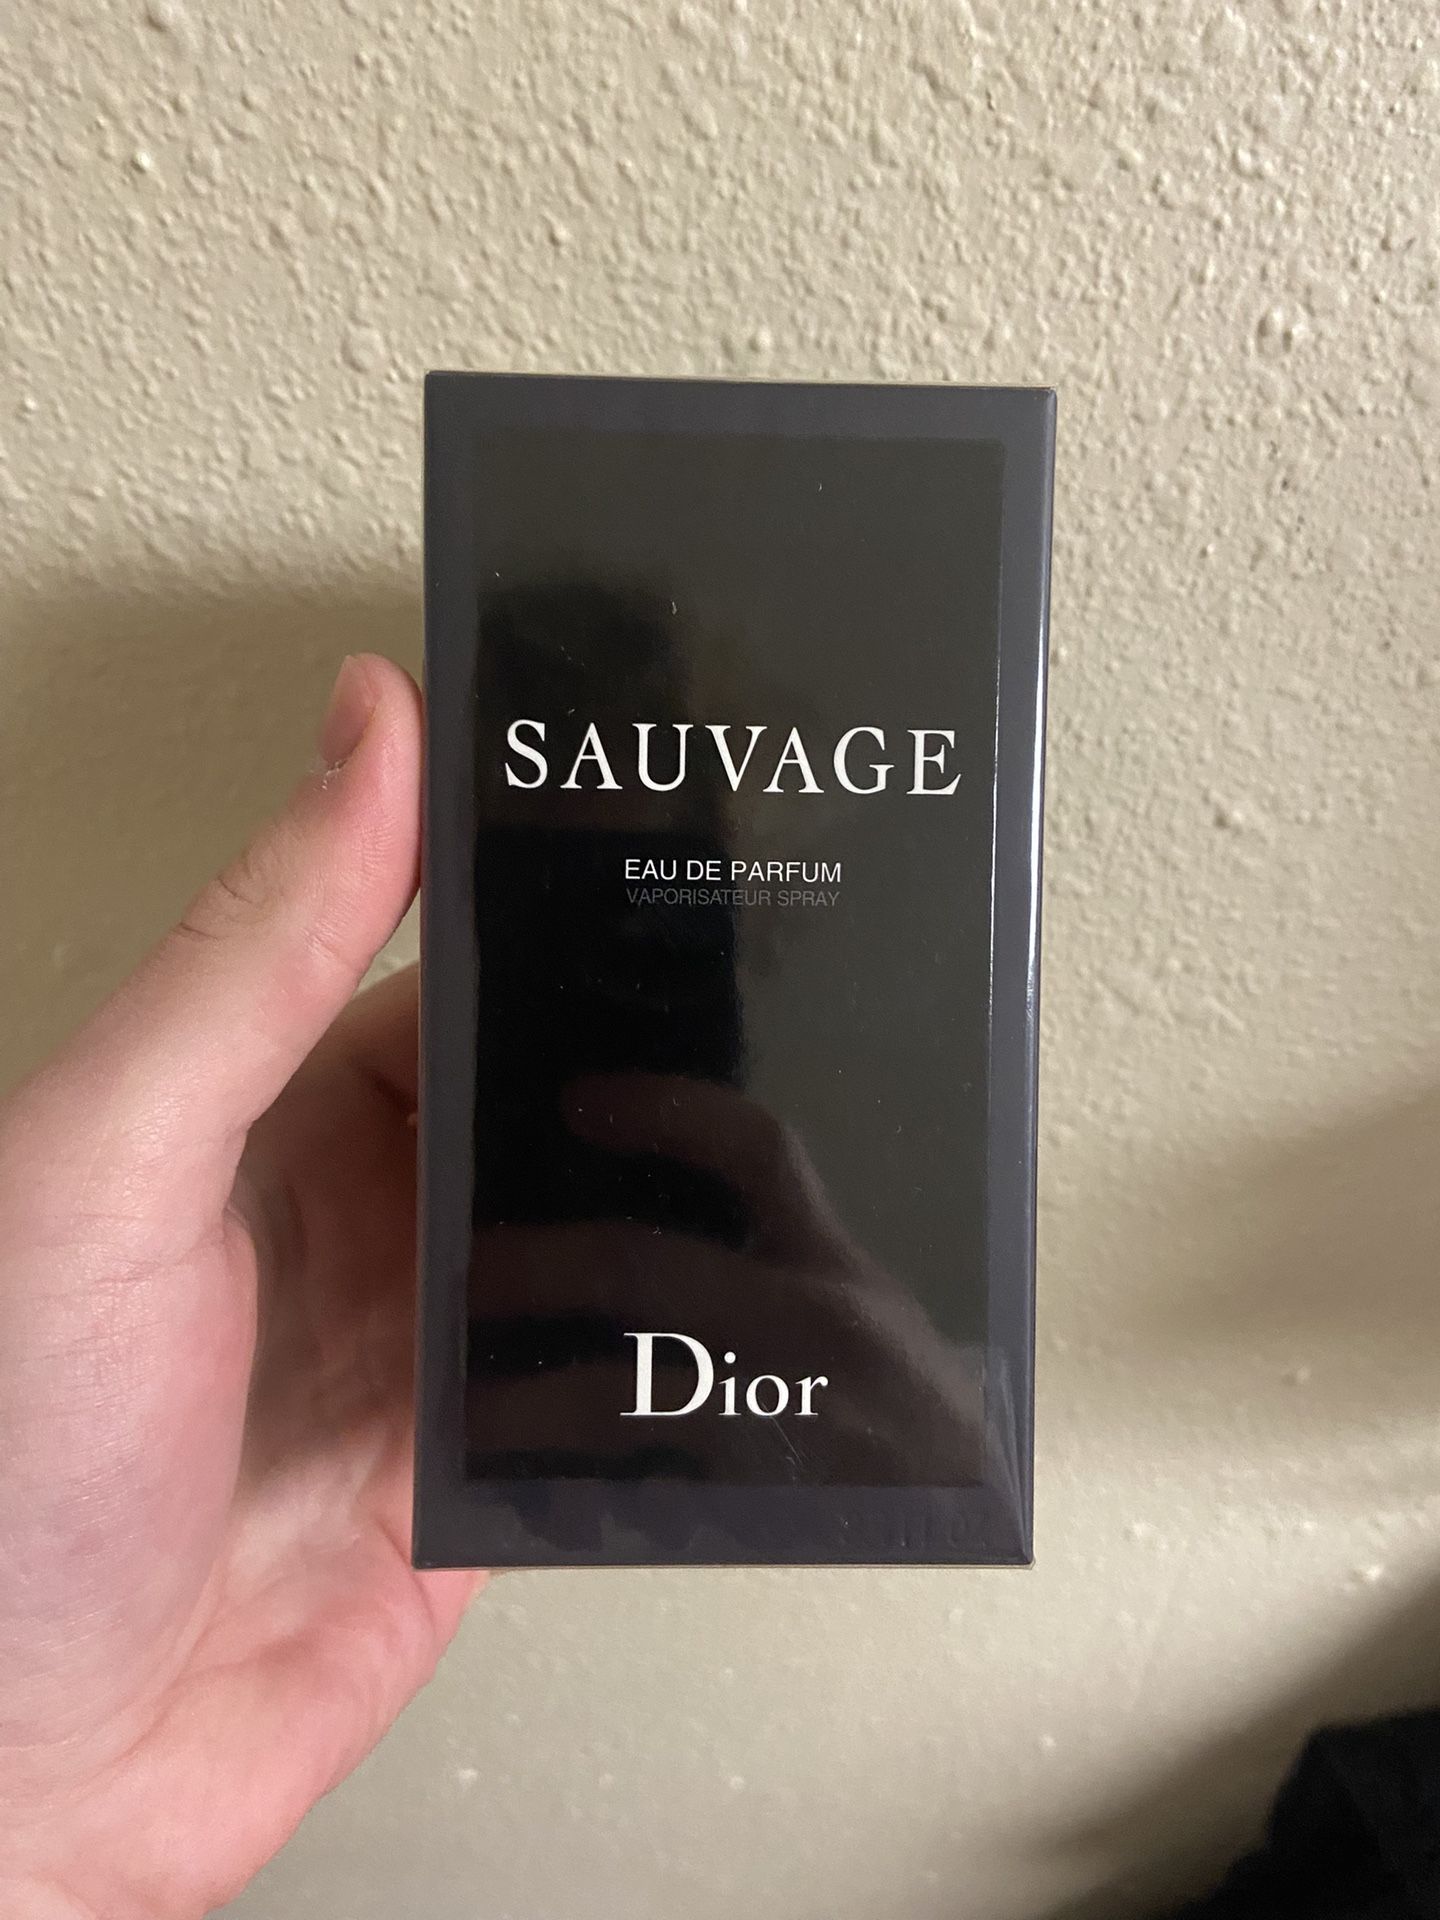 SAUVAGE
EAU DE PARFUM
VAPORISATEUR SPRAY
Dior